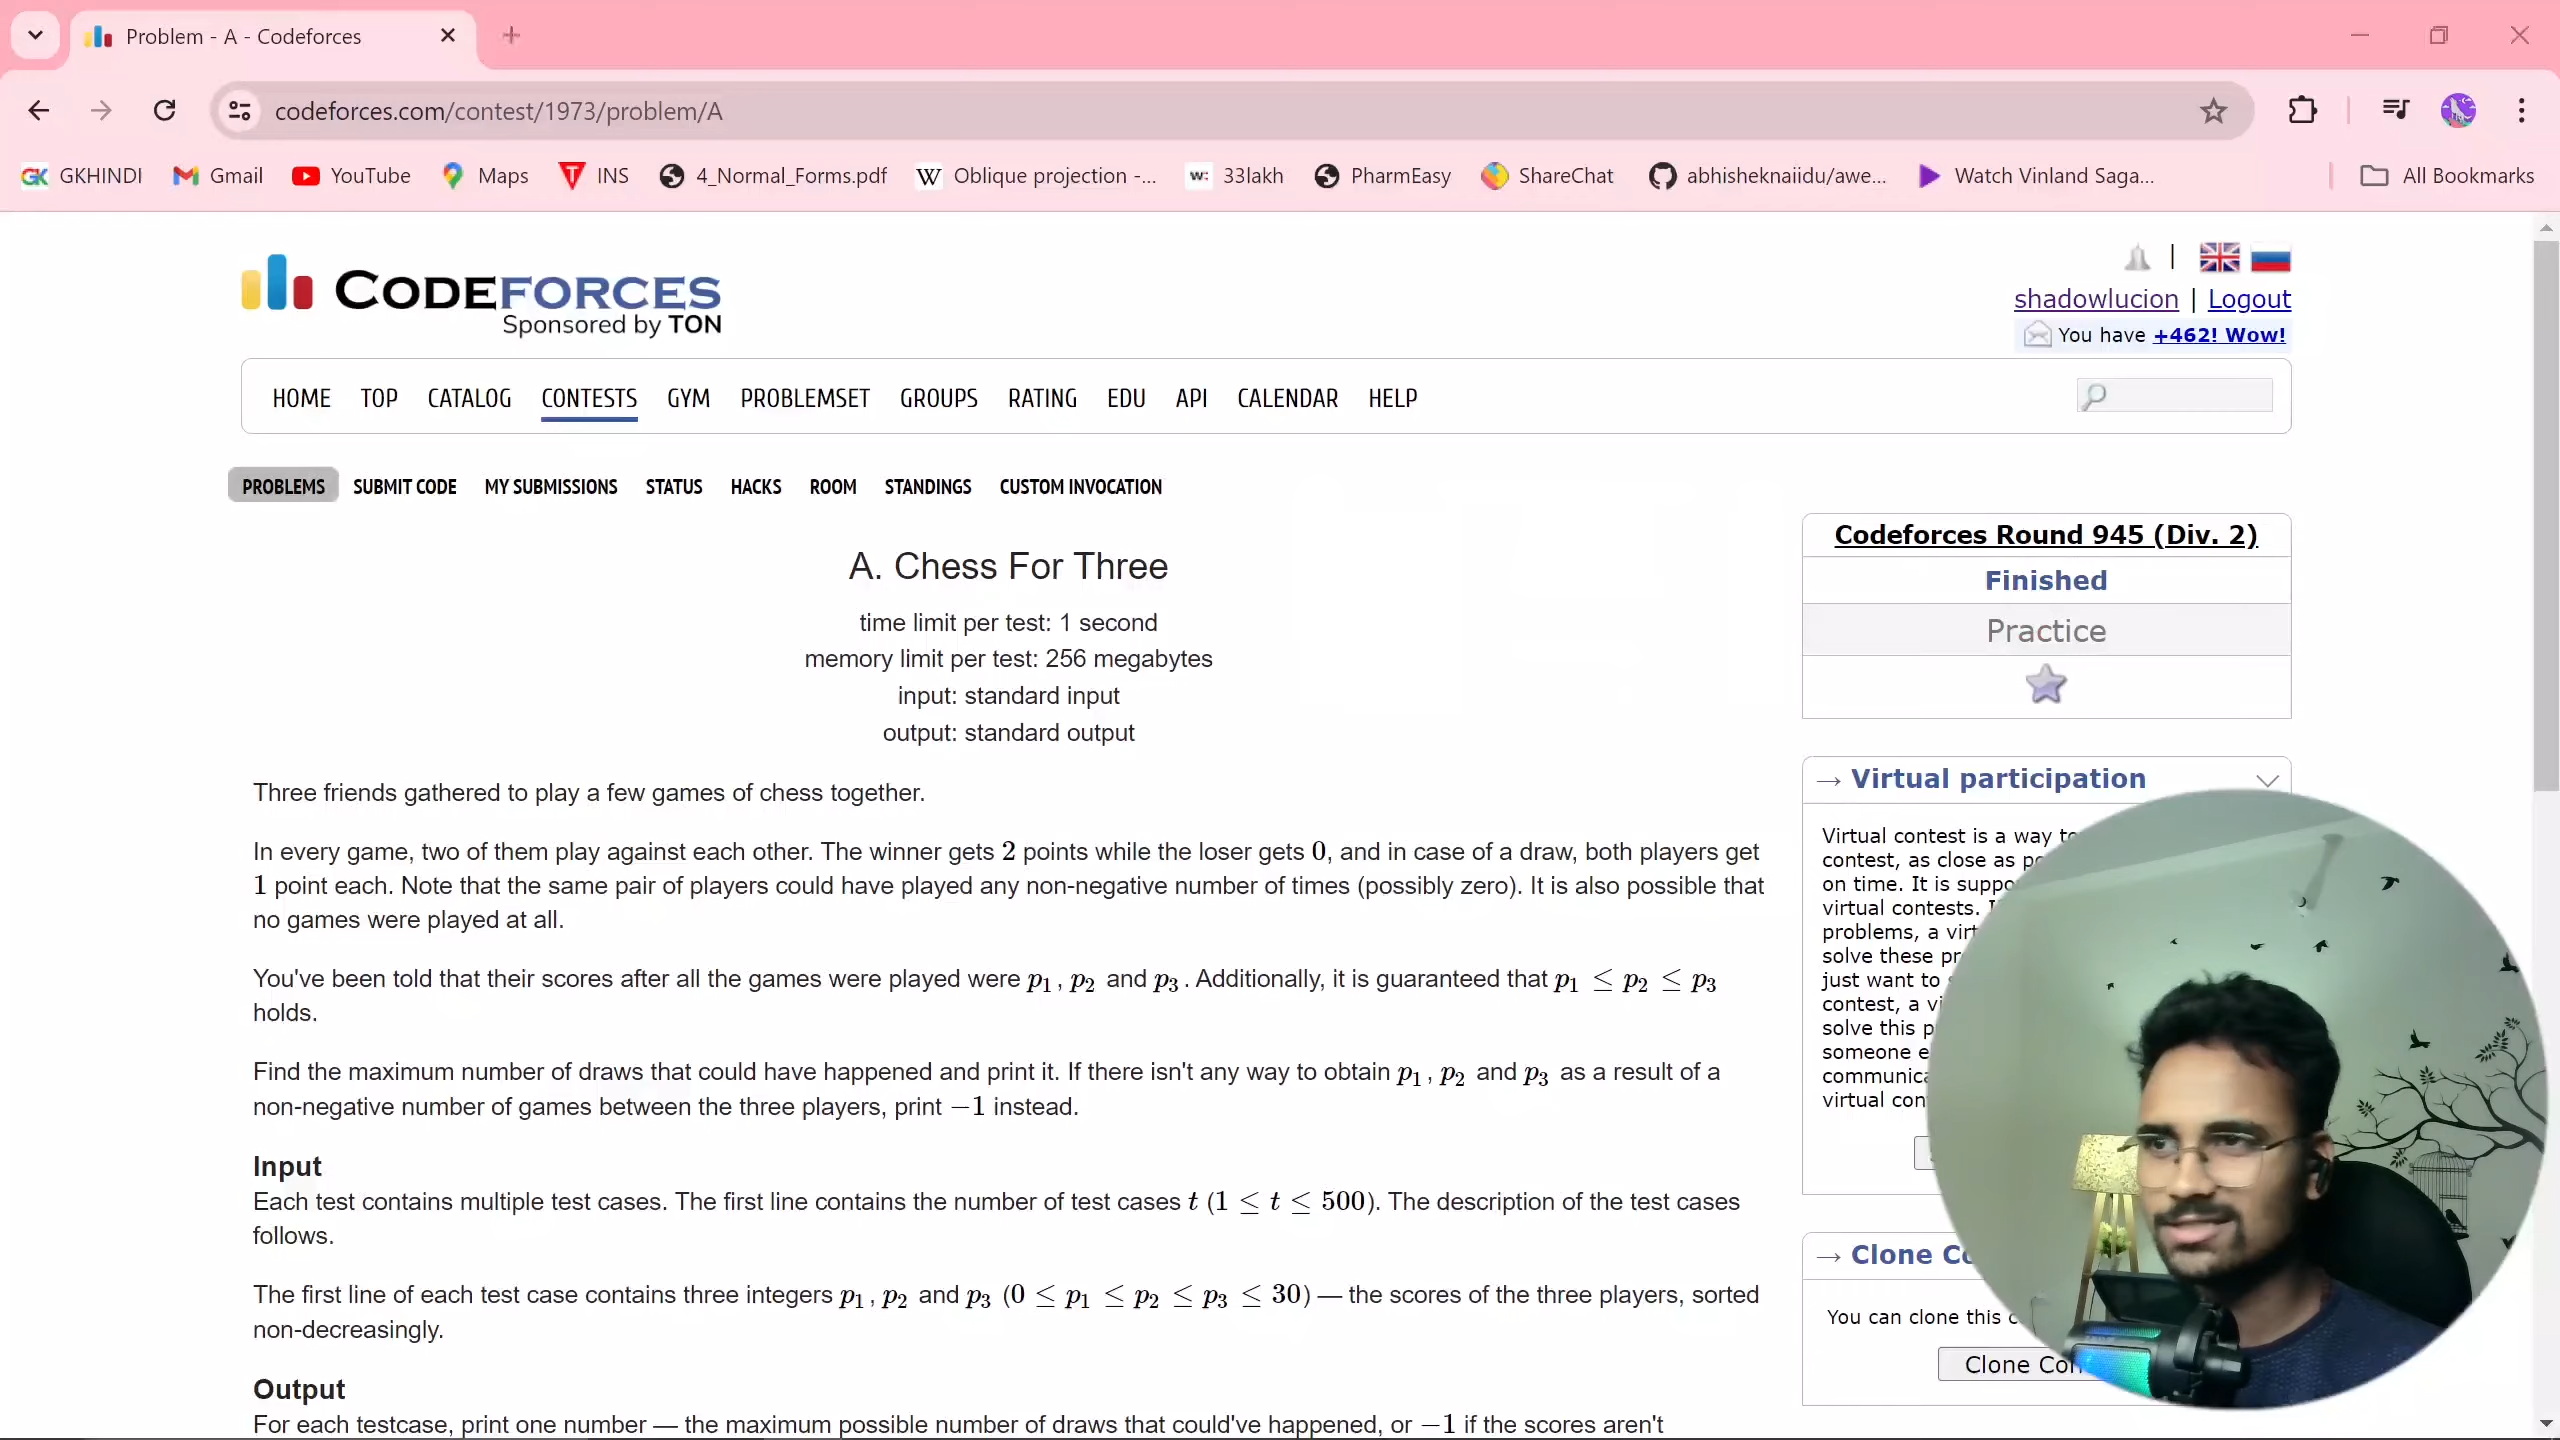 Problem - A - Codeforces
codeforces.com/contest/1973/problem/A
GKHINDI Gmail YouTube Maps INS 4_Normal_Forms.pdf Oblique projection -... 33lakh PharmEasy ShareChat abhisheknaiidu/awe... Watch Vinland Saga... All Bookmarks
CODEFORCES
Sponsored by TON
shadowlucion | Logout
You have +462! Wow!
HOME TOP CATALOG CONTESTS GYM PROBLEMSET GROUPS RATING EDU API CALENDAR HELP
PROBLEMS SUBMIT CODE MY SUBMISSIONS STATUS HACKS ROOM STANDINGS CUSTOM INVOCATION
A. Chess For Three
time limit per test: 1 second
memory limit per test: 256 megabytes
input: standard input
output: standard output
Three friends gathered to play a few games of chess together.
In every game, two of them play against each other. The winner gets 2 points while the loser gets 0, and in case of a draw, both players get
1 point each. Note that the same pair of players could have played any non-negative number of times (possibly zero). It is also possible that
no games were played at all.
You've been told that their scores after all the games were played were p1, p2 and p3. Additionally, it is guaranteed that p1 ≤ p2 ≤ p3
holds.
Find the maximum number of draws that could have happened and print it. If there isn't any way to obtain p1, p2 and p3 as a result of a
non-negative number of games between the three players, print −1 instead.
Input
Each test contains multiple test cases. The first line contains the number of test cases t (1 ≤ t ≤ 500). The description of the test cases
follows.
The first line of each test case contains three integers p1, p2 and p3 (0 ≤ p1 ≤ p2 ≤ p3 ≤ 30) — the scores of the three players, sorted
non-decreasingly.
Output
For each testcase, print one number — the maximum possible number of draws that could've happened, or −1 if the scores aren't
Codeforces Round 945 (Div. 2)
Finished
Practice
→ Virtual participation
Virtual contest is a way to
contest, as close as
on time. It is
virtual contests.
problems, a
solve these
just want to
contest, a
solve this
someone
virtual
→ Clone
You can clone this
Clone